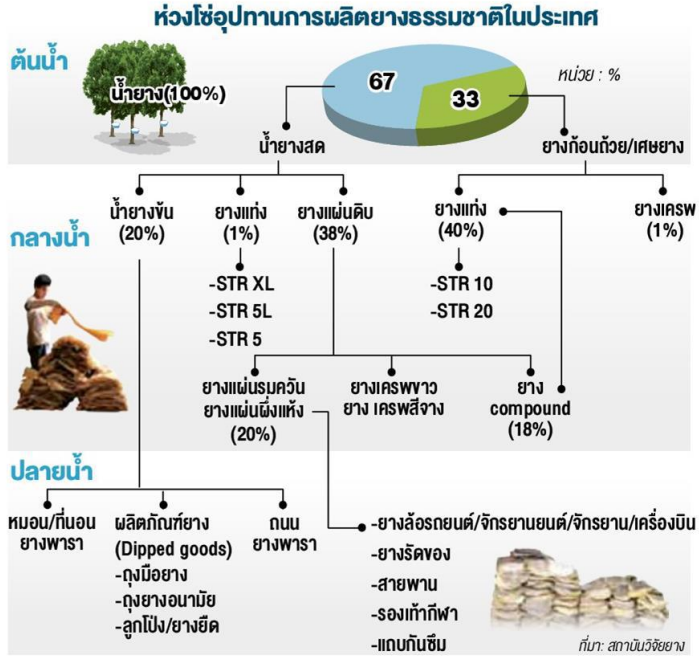 ห่วงโซ่อุปทานการผลิตยางธรรมชาติในประเทศ
ต้นน้ำ
หน่วย : %
น้ำยาง(100%)
67
33
น้ำยางสด
ยางก้อนถ้วย/เศษยาง
กลางน้ำ
น้ำยางข้น
(20%)
ยางแท่ง
(1%)
ยางแผ่นดิบ
(38%)
ยางแท่ง
(40%)
ยางเครพ
(1%)
-STR XL
-STR 5L
-STR 5
-STR 10
-STR 20
ยางแผ่นรมควัน
ยางแผ่นผึ่งแห้ง
(20%)
ยางเครพขาว
ยาง เครพสีจาง
ยาง
compound
(18%)
ปลายน้ำ
หมอน/ที่นอน
ยางพารา
ผลิตภัณฑ์ยาง
(Dipped goods)
-ถุงมือยาง
-ถุงยางอนามัย
-ลูกโป่ง/ยางยืด
ถนน
ยางพารา
-ยางล้อรถยนต์/จักรยานยนต์/จักรยาน/เครื่องบิน
-ยางรัดของ
-สายพาน
-รองเท้ากีฬา
-แถบกันซึม
ที่มา: สถาบันวิจัยยาง